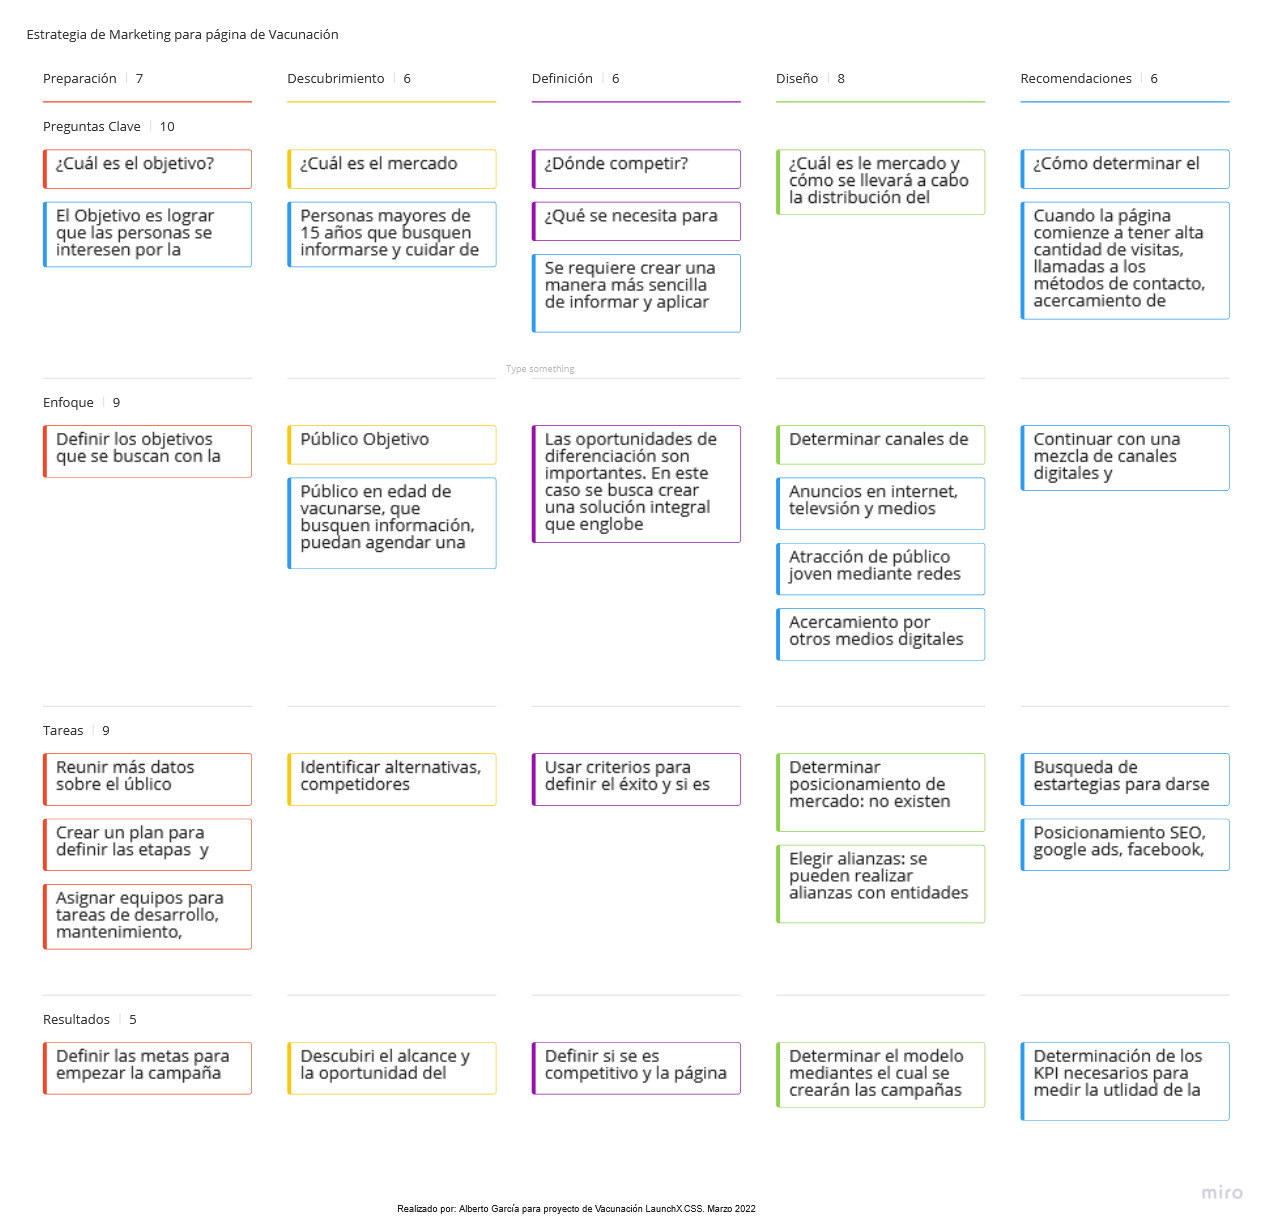 Estrategia de Marketing para página de Vacunación
Preparación | 7
Descubrimiento | 6
Definición | 6
Diseño | 8
Recomendaciones | 6
Preguntas Clave | 10
¿Cuál es el objetivo?
El Objetivo es lograr
que las personas se
interesen por la
¿Cuál es el mercado
Personas mayores de
15 años que busquen
informarse y cuidar de
¿Dónde competir?
¿Qué se necesita para
Se requiere crear una
manera más sencilla
de informar y aplicar
¿Cuál es le mercado y
cómo se llevará a cabo
la distribución del
¿Cómo determinar el
Cuando la página
comienze a tener alta
cantidad de visitas,
llamadas a los
métodos de contacto,
acercamiento de
Type something
Enfoque | 9
Definir los objetivos
que se buscan con la
Público Objetivo
Público en edad de
vacunarse, que
busquen información,
puedan agendar una
Las oportunidades de
diferenciación son
importantes. En este
caso se busca crear
una solución integral
que englobe
Determinar canales de
Anuncios en internet,
televsión y medios
Atracción de público
joven mediante redes
Acercamiento por
otros medios digitales
Continuar con una
mezcla de canales
digitales y
Tareas | 9
Reunir más datos
sobre el úblico
Crear un plan para
definir las etapas y
Asignar equipos para
tareas de desarrollo,
mantenimiento,
Identificar alternativas,
competidores
Usar criterios para
definir el éxito y si es
Determinar
posicionamiento de
mercado: no existen
Elegir alianzas: se
pueden realizar
alianzas con entidades
Busqueda de
estartegias para darse
Posicionamiento SEO,
google ads, facebook,
Resultados | 5
Definir las metas para
empezar la campaña
Descubiri el alcance y
la oportunidad del
Definir si se es
competitivo y la página
Determinar el modelo
mediantes el cual se
crearán las campañas
Determinación de los
KPI necesarios para
medir la utlidad de la
miro
Realizado por: Alberto García para proyecto de Vacunación LaunchX CSS. Marzo 2022